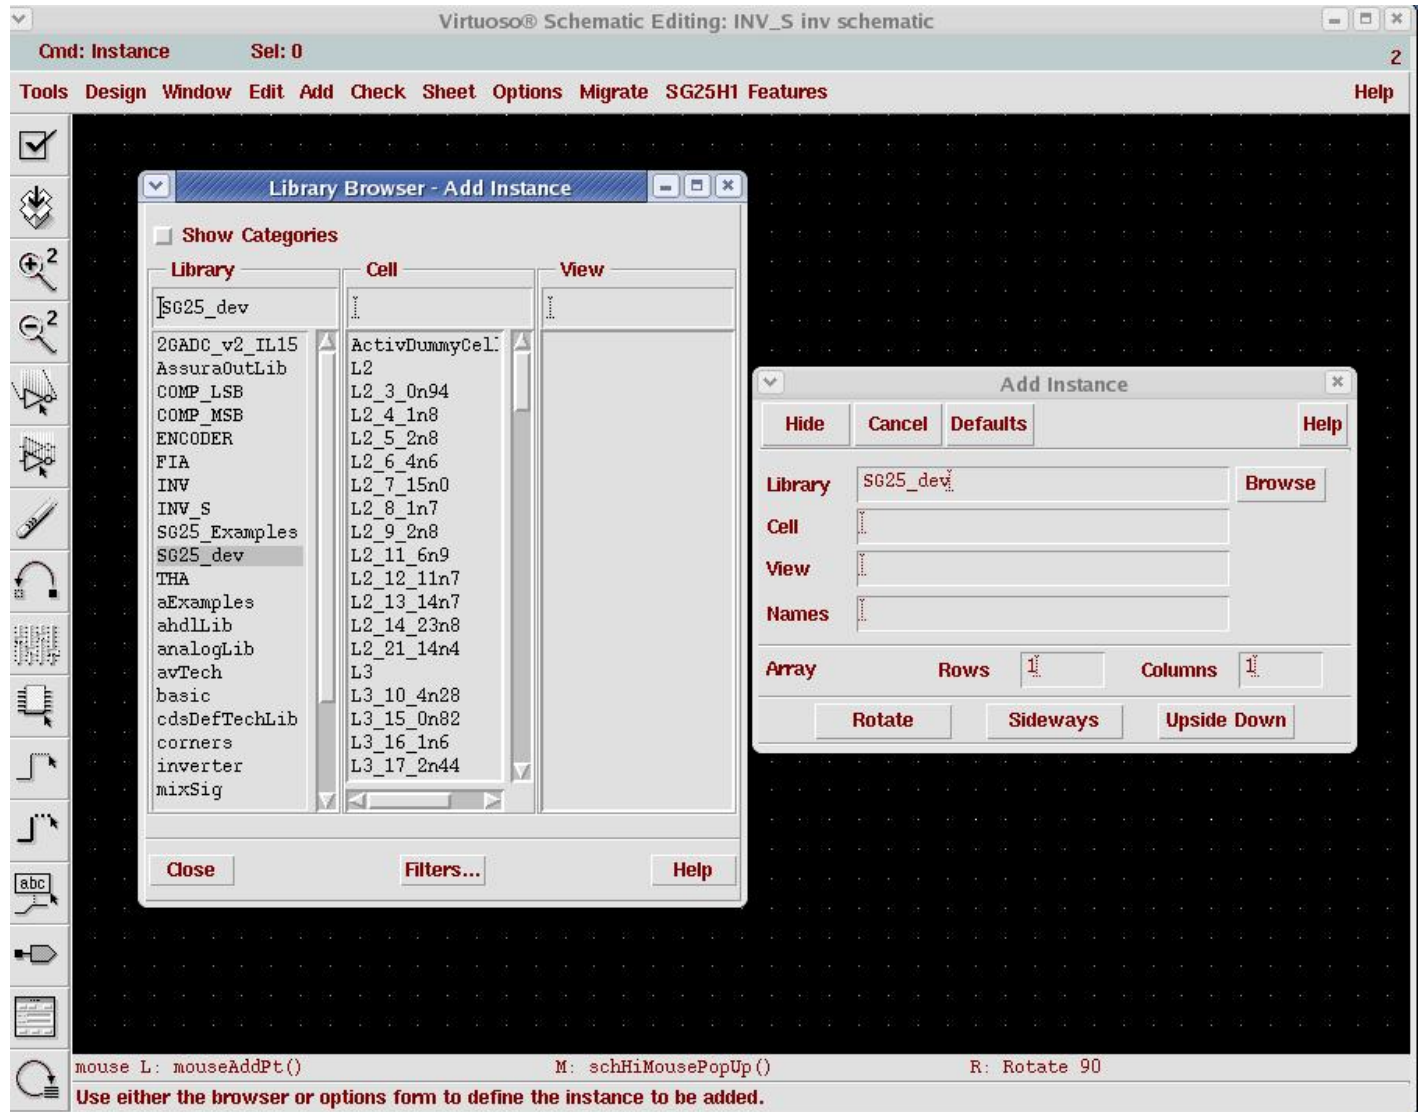 Virtuoso® Schematic Editing: INV_S inv schematic
Cmd: Instance Sel: 0 2
Tools Design Window Edit Add Check Sheet Options Migrate SG25H1 Features Help
Library Browser - Add Instance
Show Categories
Library Cell View
SG25_dev
2GADC_v2_IL15 ActivDummyCel
AssuraOutLib L2
COMP_LSB L2_3_0n94
COMP_MSB L2_4_1n8
ENCODER L2_5_2n8
FIA L2_6_4n6
INV L2_7_15n0
INV_S L2_8_1n7
SG25_Examples L2_9_2n8
SG25_dev L2_11_6n9
THA L2_12_11n7
aExamples L2_13_14n7
ahdlLib L2_14_23n8
analogLib L2_21_14n4
avTech L3
basic L3_10_4n28
cdsDefTechLib L3_15_0n82
corners L3_16_1n6
inverter L3_17_2n44
mixSig
Close Filters... Help
Add Instance
Hide Cancel Defaults Help
Library SG25_dev Browse
Cell
View
Names
Array Rows 1 Columns 1
Rotate Sideways Upside Down
abc
mouse L: mouseAddPt() M: schHiMousePopUp() R: Rotate 90
Use either the browser or options form to define the instance to be added.
2
2